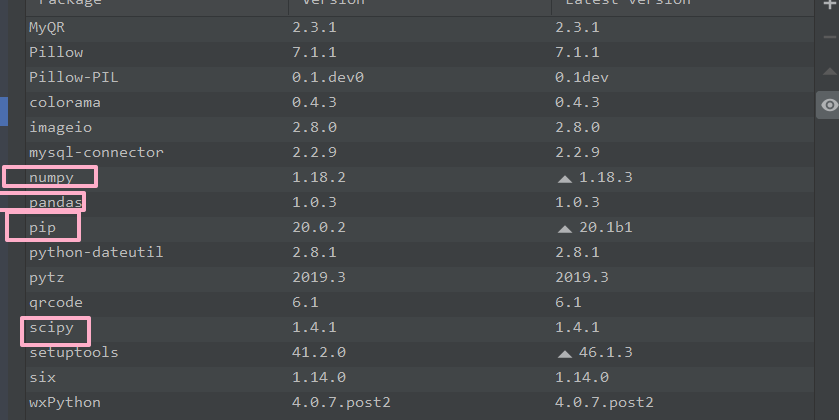 Package Version Latest version
MyQR 2.3.1 2.3.1
Pillow 7.1.1 7.1.1
Pillow-PIL 0.1.dev0 0.1dev
colorama 0.4.3 0.4.3
imageio 2.8.0 2.8.0
mysql-connector 2.2.9 2.2.9
numpy 1.18.2 ▲ 1.18.3
pandas 1.0.3 1.0.3
pip 20.0.2 ▲ 20.1b1
python-dateutil 2.8.1 2.8.1
pytz 2019.3 2019.3
qrcode 6.1 6.1
scipy 1.4.1 1.4.1
setuptools 41.2.0 ▲ 46.1.3
six 1.14.0 1.14.0
wxPython 4.0.7.post2 4.0.7.post2